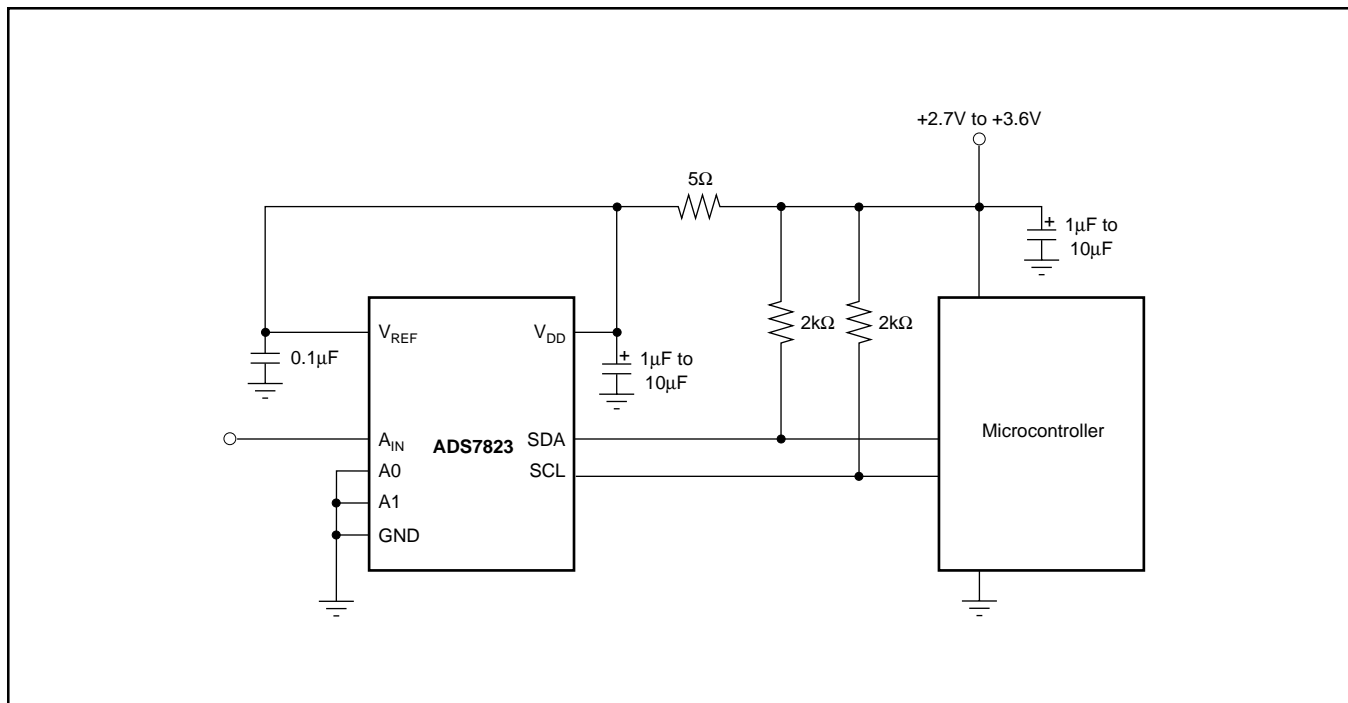 +2.7V to +3.6V
5Ω
+ 1μF to
10μF
2kΩ
2kΩ
VREF
VDD
0.1μF
+ 1μF to
10μF
AIN
ADS7823
SDA
Microcontroller
A0
SCL
A1
GND